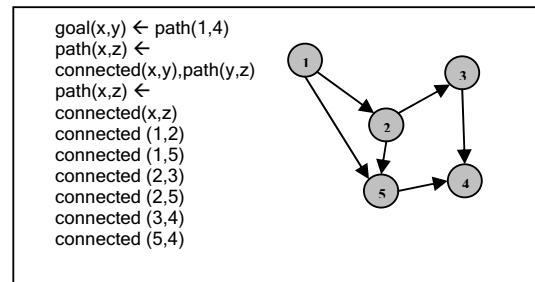 goal(x,y) ← path(1,4)
path(x,z) ←
connected(x,y),path(y,z)
path(x,z) ←
connected(x,z)
connected (1,2)
connected (1,5)
connected (2,3)
connected (2,5)
connected (3,4)
connected (5,4)
1
3
2
5
4